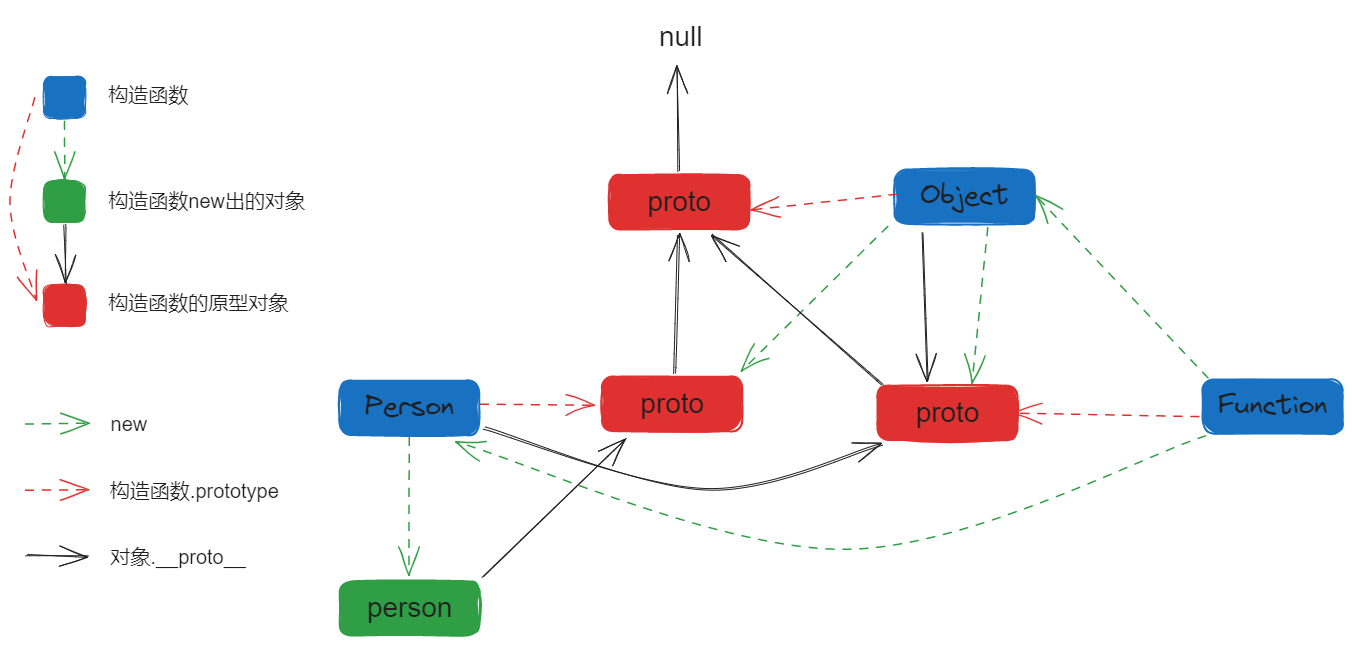 null
构造函数
proto
Object
构造函数new出的对象
构造函数的原型对象
Person
proto
proto
Function
new
构造函数.prototype
对象.__proto__
person